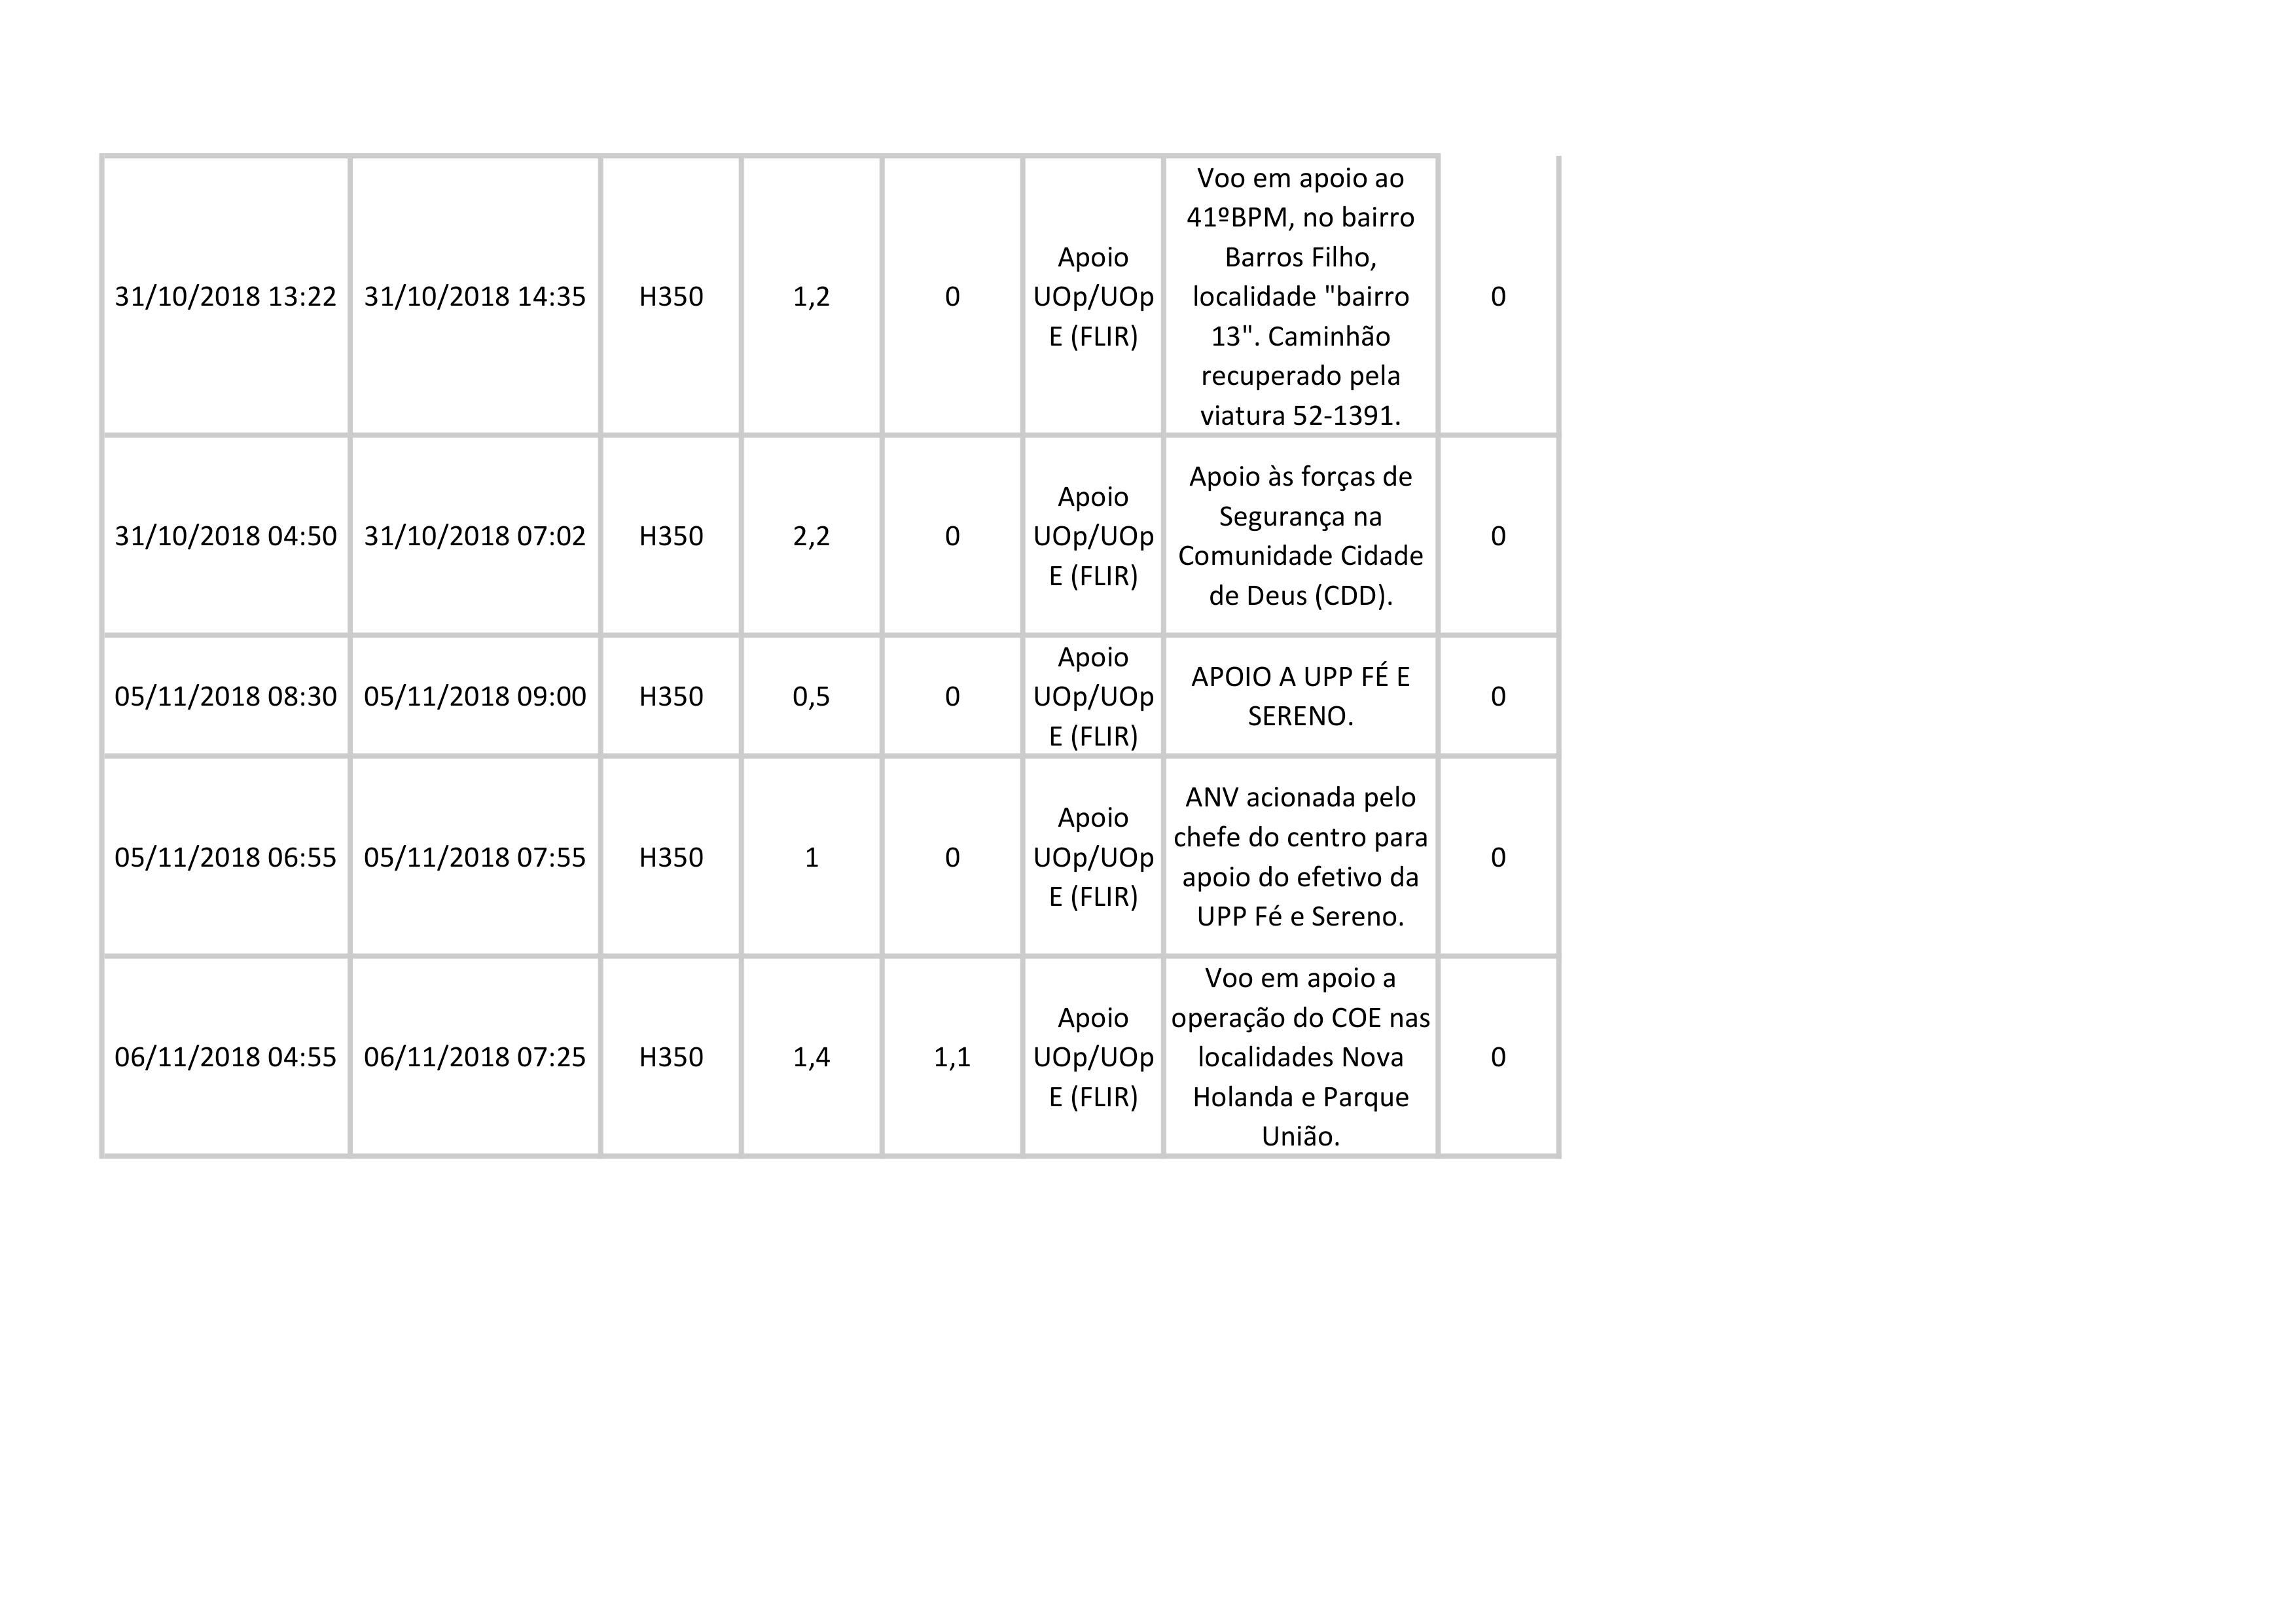 31/10/2018 13:22
31/10/2018 14:35
H350
1,2
0
Apoio
UOp/UOp
E (FLIR)
Voo em apoio ao
41ºBPM, no bairro
Barros Filho,
localidade "bairro
13". Caminhão
recuperado pela
viatura 52-1391.
0
31/10/2018 04:50
31/10/2018 07:02
H350
2,2
0
Apoio
UOp/UOp
E (FLIR)
Apoio às forças de
Segurança na
Comunidade Cidade
de Deus (CDD).
0
05/11/2018 08:30
05/11/2018 09:00
H350
0,5
0
Apoio
UOp/UOp
E (FLIR)
APOIO A UPP FÉ E
SERENO.
0
05/11/2018 06:55
05/11/2018 07:55
H350
1
0
Apoio
UOp/UOp
E (FLIR)
ANV acionada pelo
chefe do centro para
apoio do efetivo da
UPP Fé e Sereno.
0
06/11/2018 04:55
06/11/2018 07:25
H350
1,4
1,1
Apoio
UOp/UOp
E (FLIR)
Voo em apoio a
operação do COE nas
localidades Nova
Holanda e Parque
União.
0